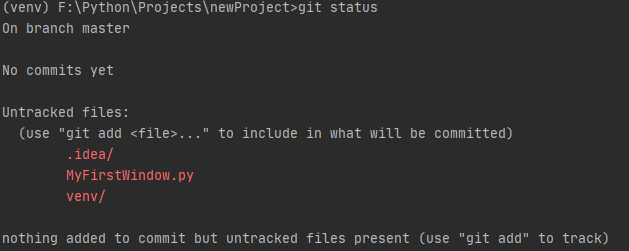 (venv) F:\Python\Projects\newProject>git status
On branch master
No commits yet
Untracked files:
(use "git add <file>..." to include in what will be committed)
.idea/
MyFirstWindow.py
venv/
nothing added to commit but untracked files present (use "git add" to track)